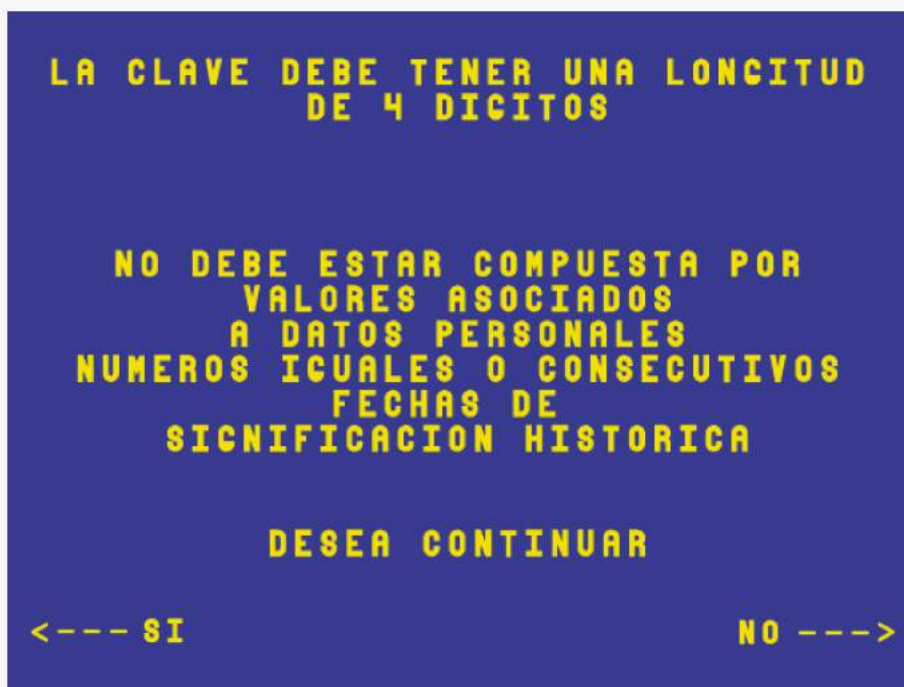 LA CLAVE DEBE TENER UNA LONGITUD
DE 4 DIGITOS
NO DEBE ESTAR COMPUESTA POR
VALORES ASOCIADOS
A DATOS PERSONALES
NUMEROS IGUALES O CONSECUTIVOS
FECHAS DE
SIGNIFICACION HISTORICA
DESEA CONTINUAR
<--- SI
NO --->